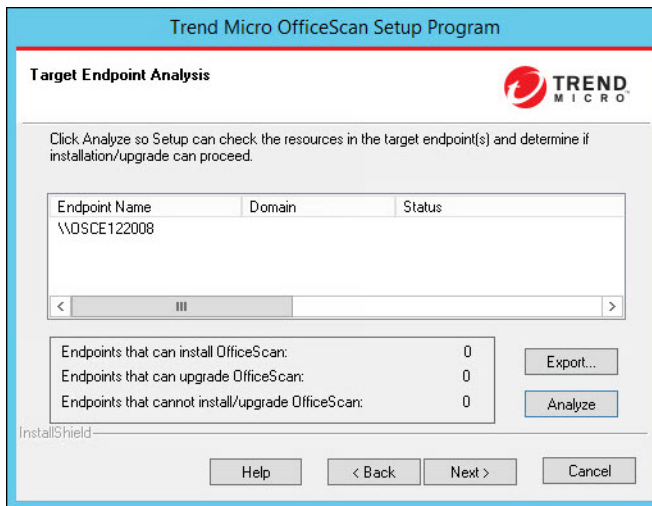 Trend Micro OfficeScan Setup Program
Target Endpoint Analysis
TREND
MICRO
Click Analyze so Setup can check the resources in the target endpoint(s) and determine if
installation/upgrade can proceed.
Endpoint Name Domain Status
\\OSCE122008
Endpoints that can install OfficeScan: 0
Endpoints that can upgrade OfficeScan: 0
Endpoints that cannot install/upgrade OfficeScan: 0
Export...
Analyze
InstallShield
Help < Back Next > Cancel